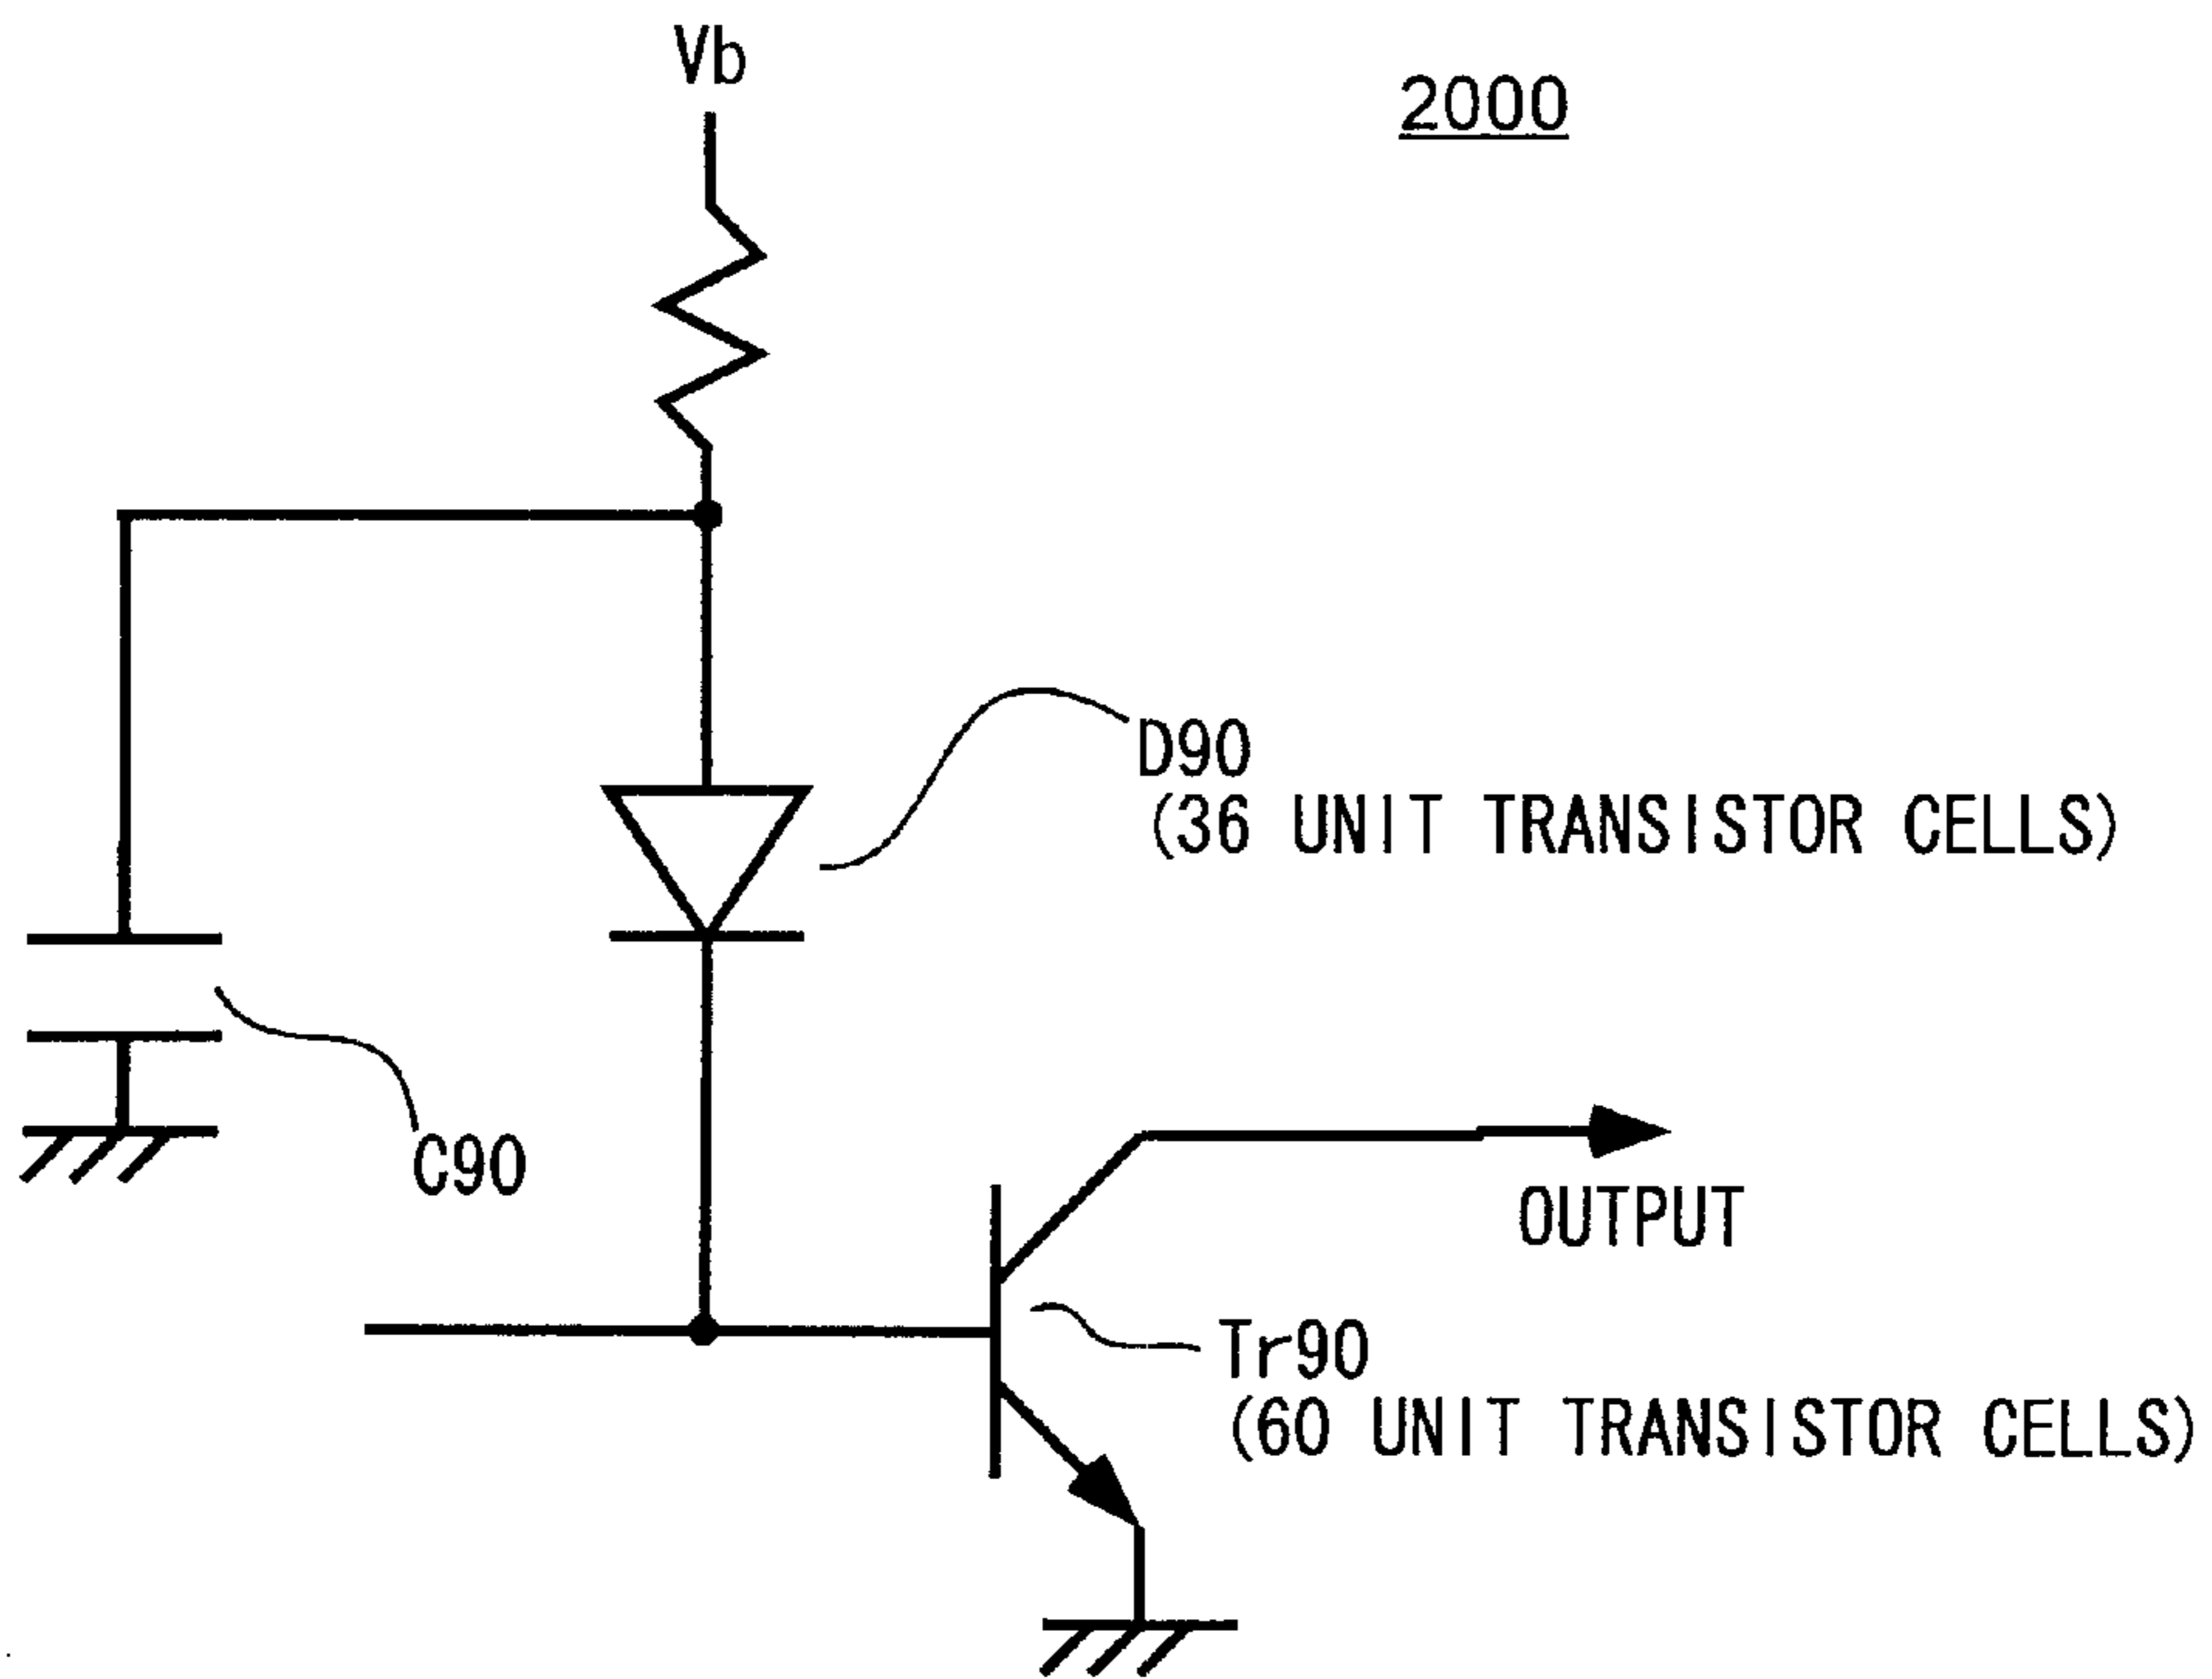 Vb
2000
D90
(36 UNIT TRANSISTOR CELLS)
C90
OUTPUT
Tr90
(60 UNIT TRANSISTOR CELLS)